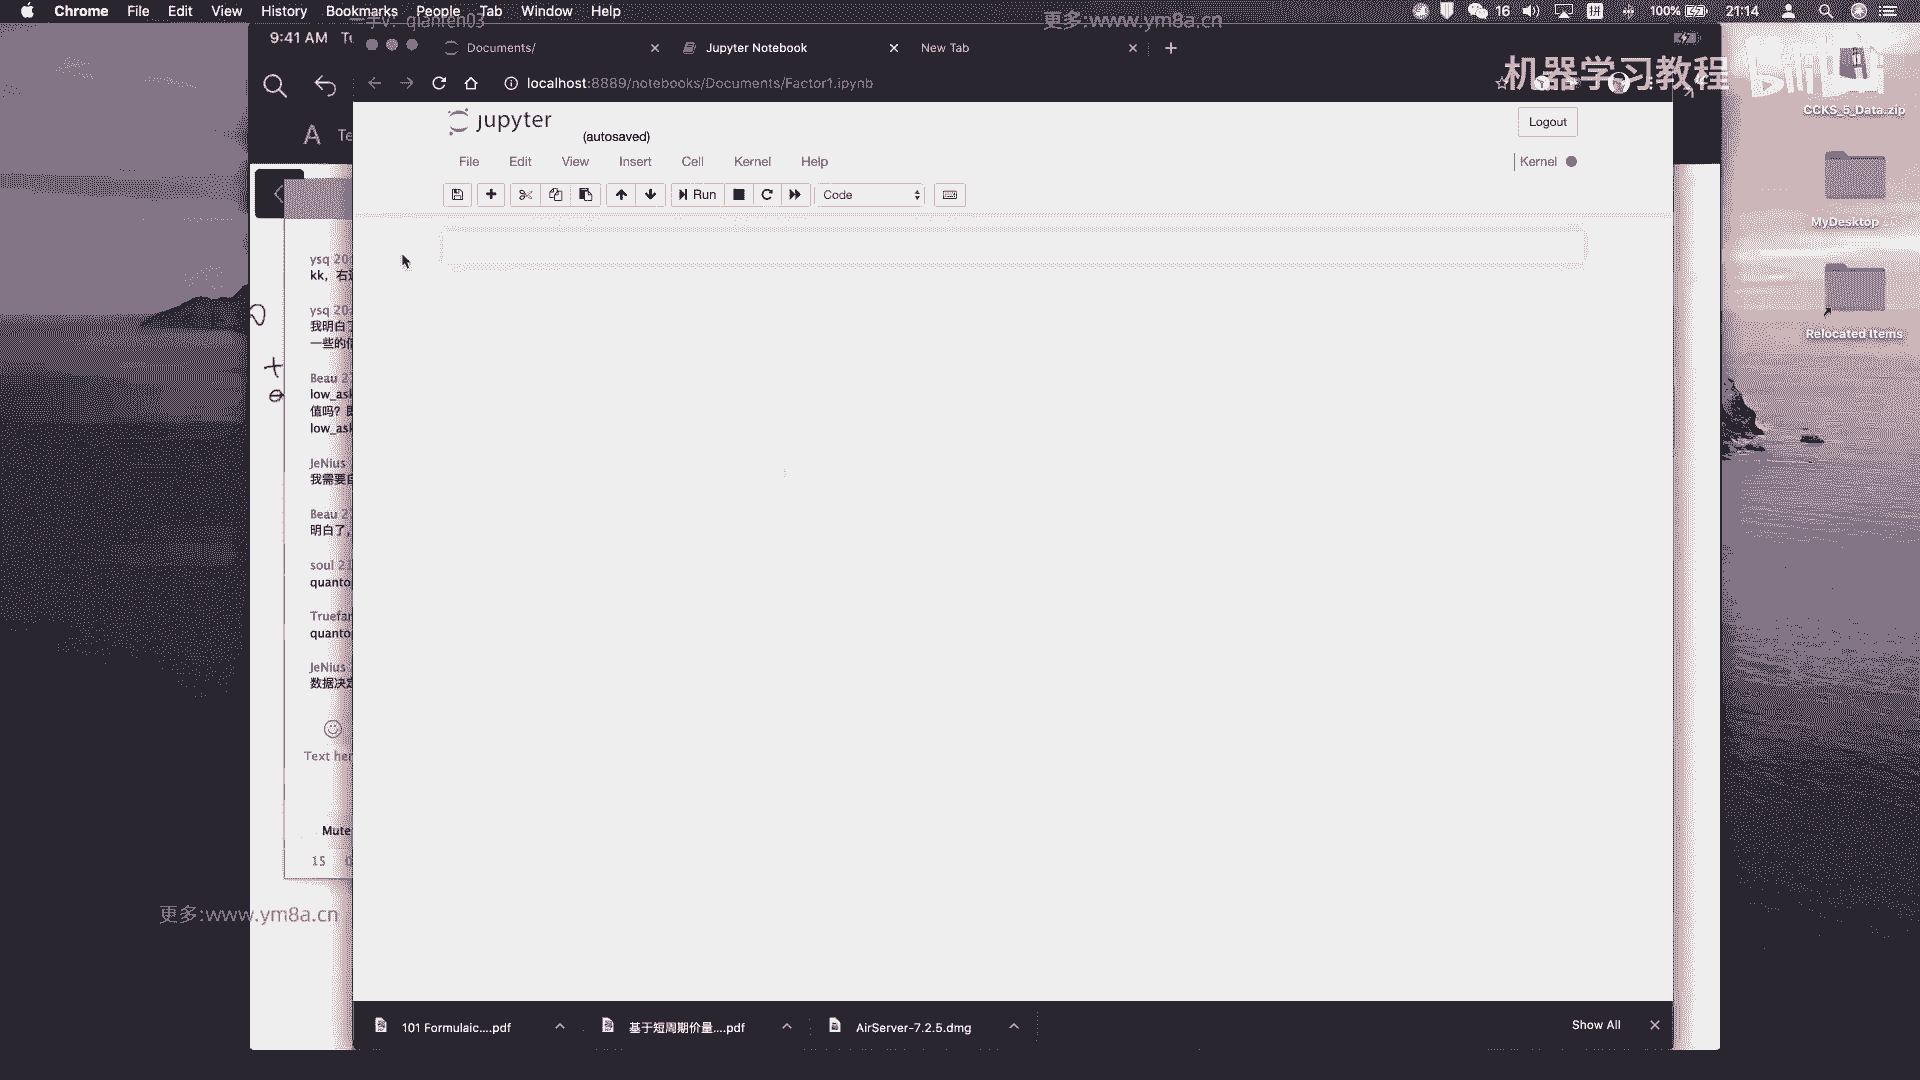 Chrome File Edit View History Bookmarks People Tab Window Help
16 100% 21:14
一手v: qianren03
更多:www.ym8a.cn
9:41 AM
Documents/ Jupyter Notebook New Tab
localhost:8889/notebooks/Documents/Factor1.ipynb
机器学习教程
bilibili
CCKS_5_Data.zip
jupyter
(autosaved)
Logout
A Te
File Edit View Insert Cell Kernel Help
Kernel
Run
Code
MyDesktop
ysq 20
kk,
ysq 20
我明白
一些的
Relocated Items
Beau 2
low_ask
值吗?
low_ask
JeNius
我需要
Beau 2
明白了,
soul 21
quanto
Truefar
quanto
JeNius
数据决定
Text her
Mute
15
更多:www.ym8a.cn
101 Formulaic....pdf
基于短周期价量....pdf
AirServer-7.2.5.dmg
Show All